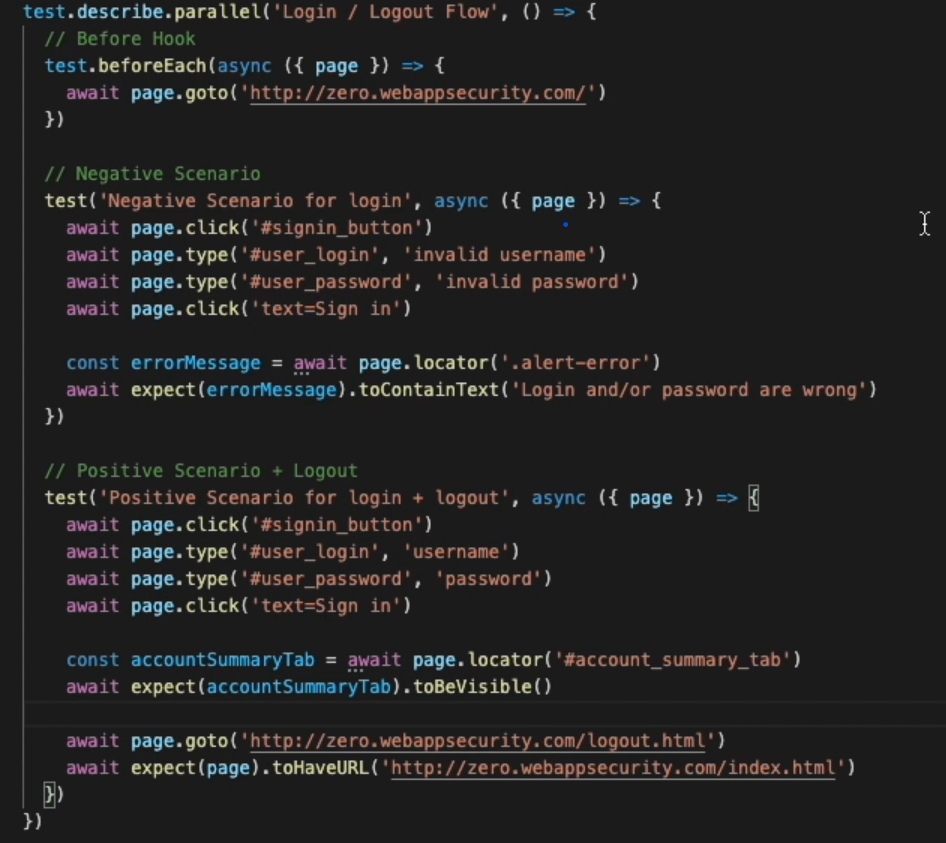 test.describe.parallel('Login / Logout Flow', () => {
  // Before Hook
  test.beforeEach(async ({ page }) => {
    await page.goto('http://zero.webappsecurity.com/')
  })

  // Negative Scenario
  test('Negative Scenario for login', async ({ page }) => {
    await page.click('#signin_button')
    await page.type('#user_login', 'invalid username')
    await page.type('#user_password', 'invalid password')
    await page.click('text=Sign in')

    const errorMessage = await page.locator('.alert-error')
    await expect(errorMessage).toContainText('Login and/or password are wrong')
  })

  // Positive Scenario + Logout
  test('Positive Scenario for login + logout', async ({ page }) => {
    await page.click('#signin_button')
    await page.type('#user_login', 'username')
    await page.type('#user_password', 'password')
    await page.click('text=Sign in')

    const accountSummaryTab = await page.locator('#account_summary_tab')
    await expect(accountSummaryTab).toBeVisible()

    await page.goto('http://zero.webappsecurity.com/logout.html')
    await expect(page).toHaveURL('http://zero.webappsecurity.com/index.html')
  })
})